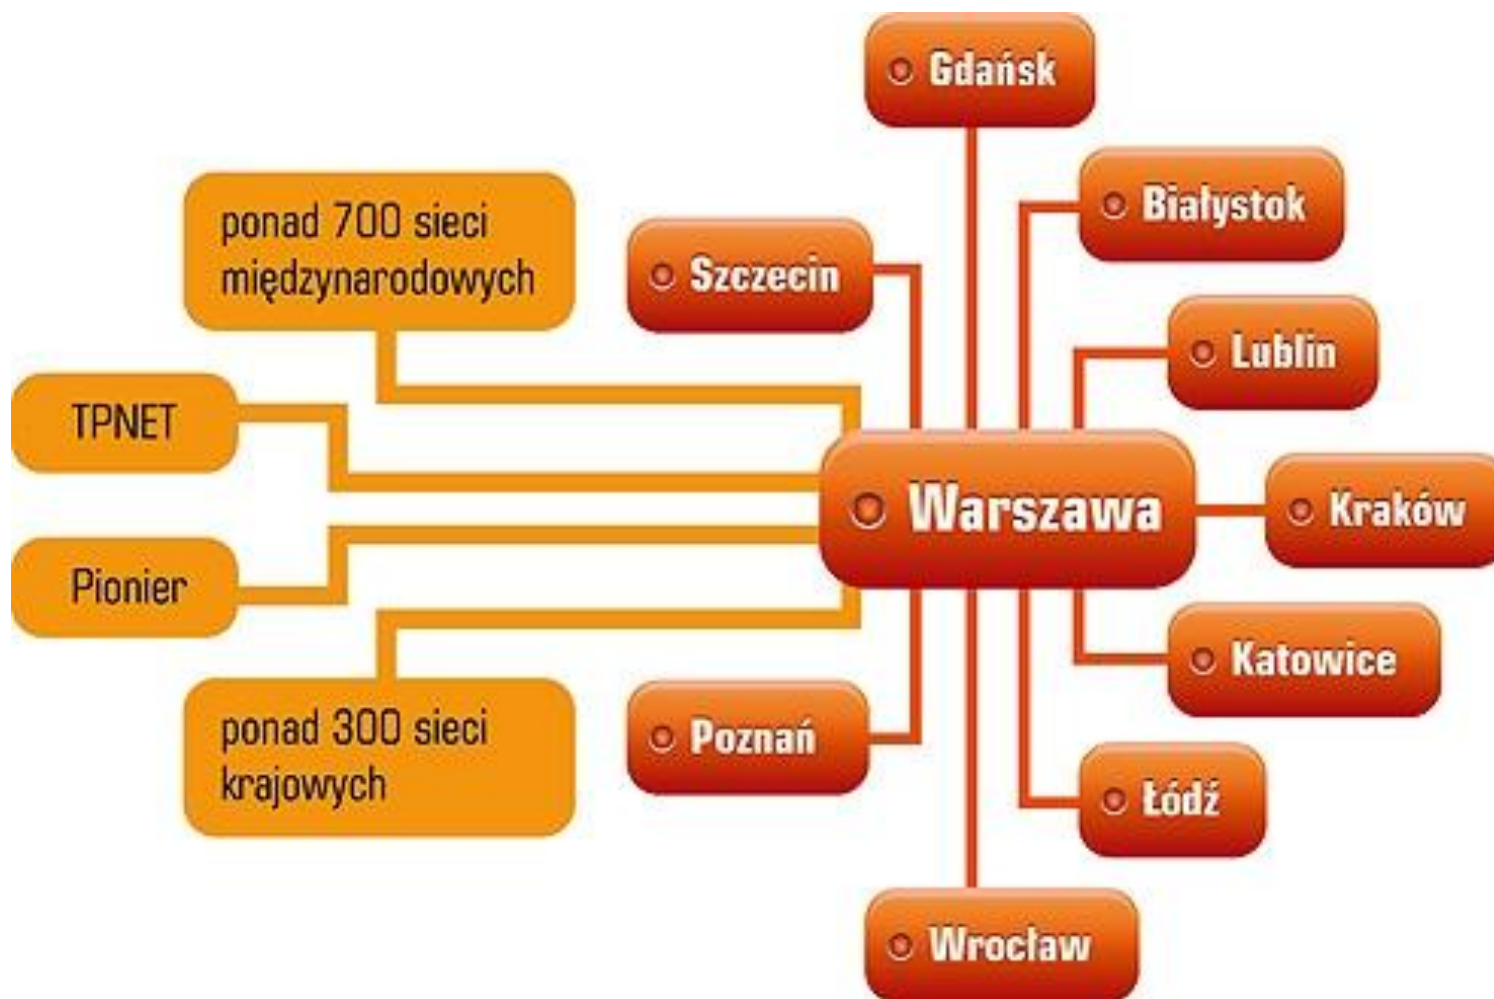 Gdańsk
Białystok
ponad 700 sieci
międzynarodowych
Szczecin
Lublin
TPNET
Warszawa
Kraków
Pionier
Katowice
ponad 300 sieci
krajowych
Poznań
Łódź
Wrocław